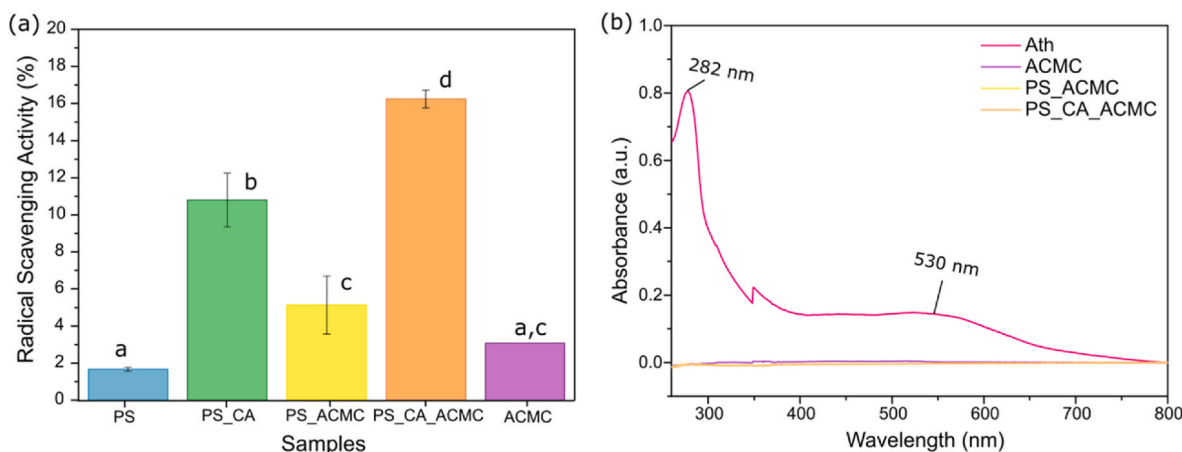 (a)
Radical Scavenging Activity (%)
20
18
16
14
12
10
8
6
4
2
0
a
b
c
d
a,c
PS
PS_CA
PS_ACMC
PS_CA_ACMC
ACMC
Samples
(b)
Absorbance (a.u.)
1.0
0.8
0.6
0.4
0.2
0.0
282 nm
530 nm
Ath
ACMC
PS_ACMC
PS_CA_ACMC
300
400
500
600
700
800
Wavelength (nm)